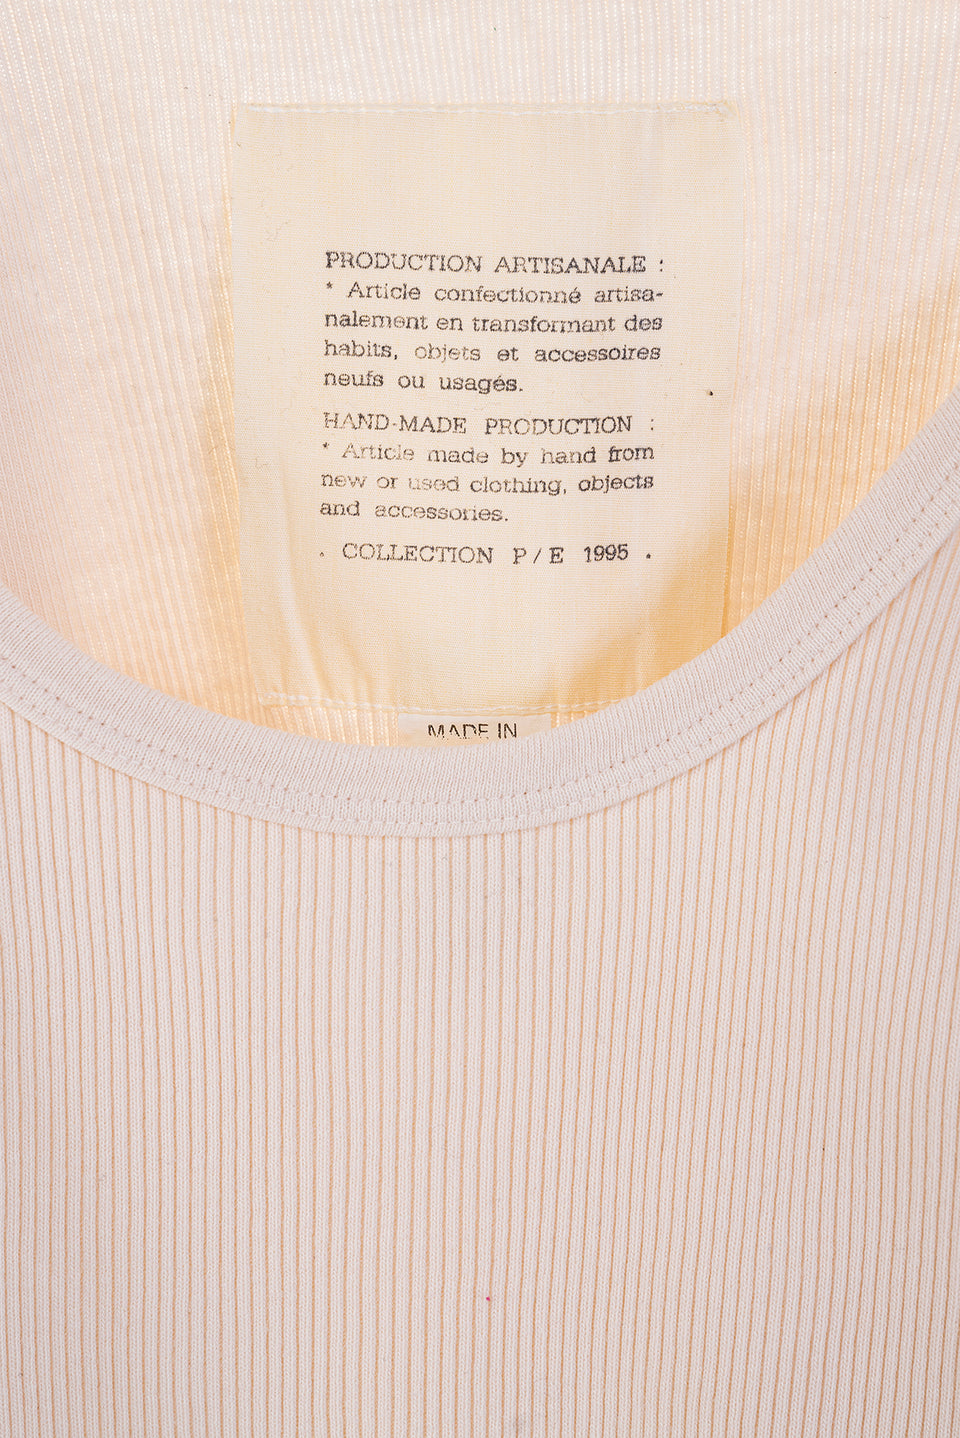 PRODUCTION ARTISANALE :
* Article confectionné artisa-
nalement en transformant des
habits, objets et accessoires
neufs ou usagés.
HAND-MADE PRODUCTION :
* Article made by hand from
new or used clothing, objects
and accessories.
. COLLECTION P / E 1995 .
MADE IN